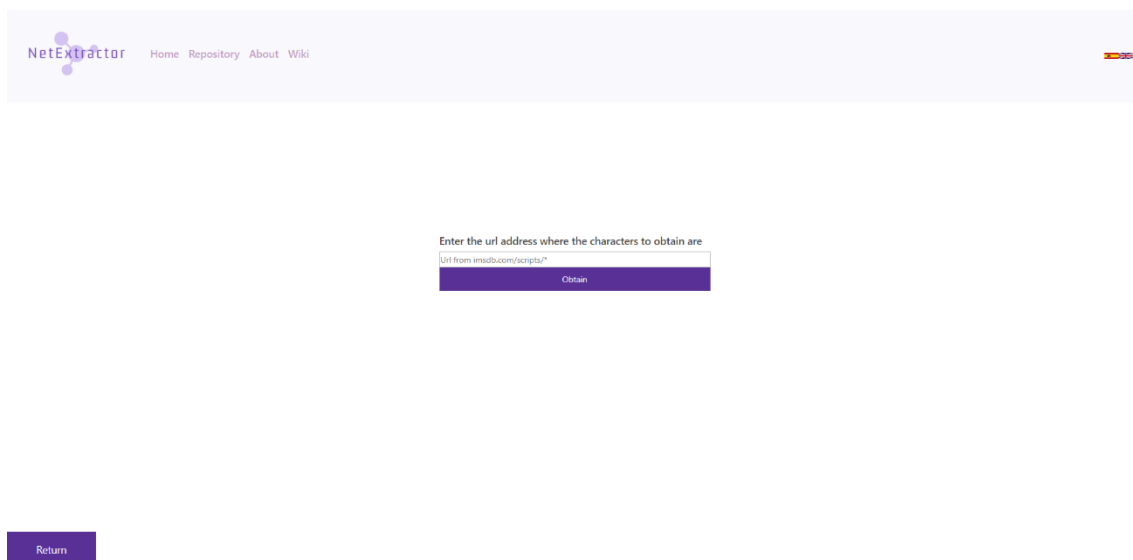 NetExtractor
Home Repository About Wiki
Enter the url address where the characters to obtain are
Url from imsdb.com/scripts/*
Obtain
Return